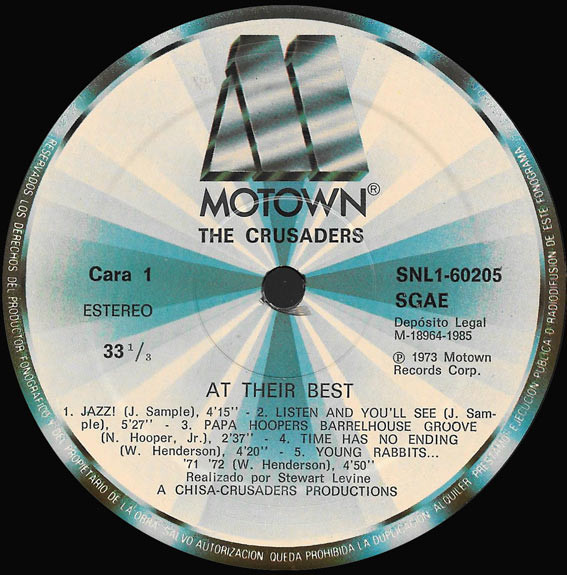 MOTOWN®
THE CRUSADERS
Cara 1
ESTEREO
33 1/3
SNL1-60205
SGAE
Depósito Legal
M-18964-1985
℗ 1973 Motown
Records Corp.
AT THEIR BEST
1. JAZZ! (J. Sample), 4'15'' - 2. LISTEN AND YOU'LL SEE (J. Sam-
ple), 5'27'' - 3. PAPA HOOPERS BARRELHOUSE GROOVE
(N. Hooper, Jr.), 2'37'' - 4. TIME HAS NO ENDING
(W. Henderson), 4'20'' - 5. YOUNG RABBITS...
'71 '72 (W. Henderson), 4'50''
Realizado por Stewart Levine
A CHISA-CRUSADERS PRODUCTIONS
RESERVADOS LOS DERECHOS DEL PRODUCTOR FONOGRAFICO Y DEL PROPIETARIO DE LA OBRA. SALVO AUTORIZACION QUEDA PROHIBIDA LA DUPLICACION ALQUILER PRESTAMO EJECUCION PUBLICA O RADIODIFUSION DE ESTE FONOGRAMA